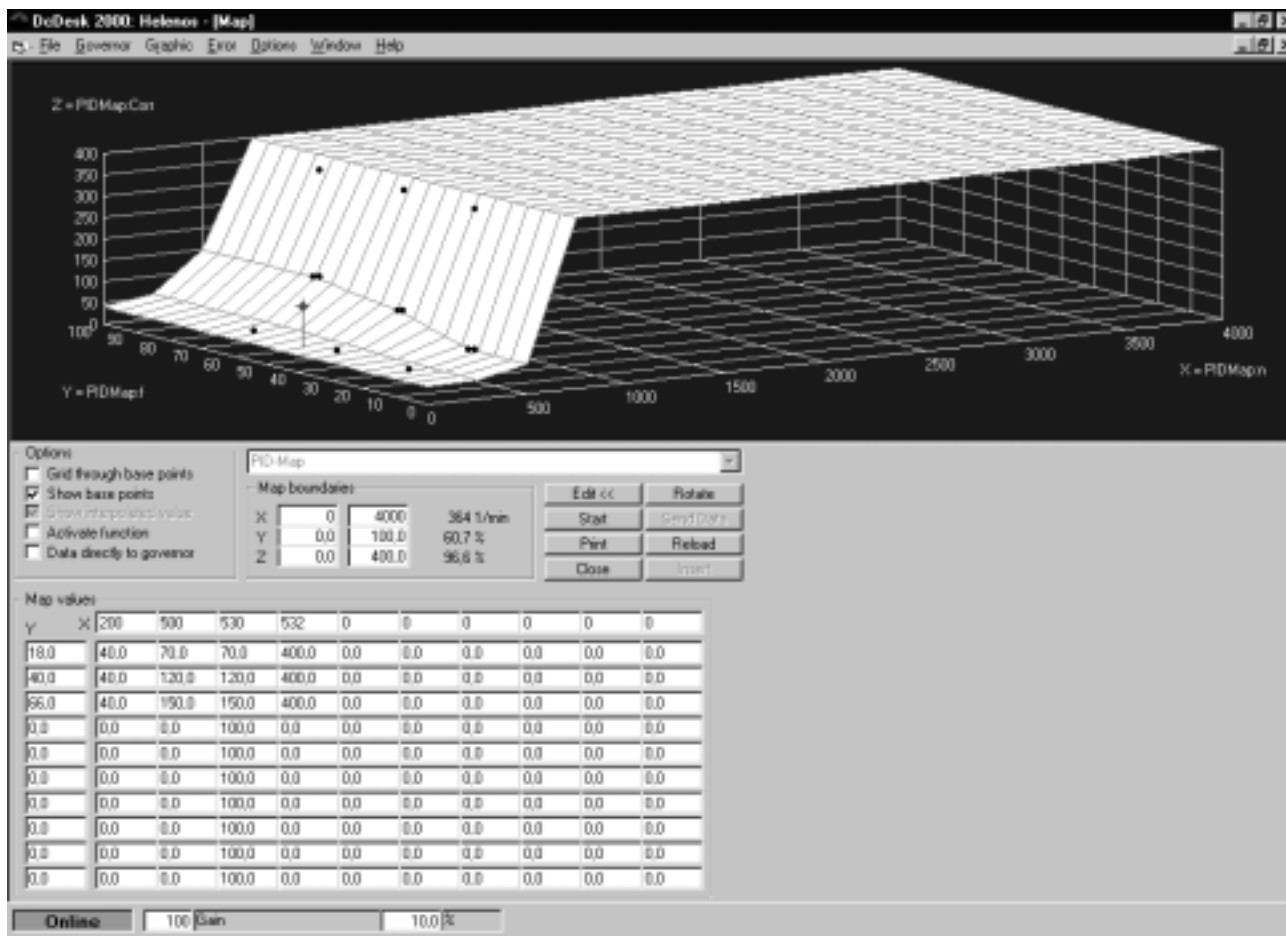 DcDesk 2000: Helenos - [Map]
File Governor Graphic Error Options Window Help
Z = PIDMap:Corr
400
350
300
250
200
150
100
50
0
100 90 80 70 60 50 40 30 20 10 0
0 500 1000 1500 2000 2500 3000 3500 4000
Y = PIDMap:f
X = PIDMap:n
Options
Grid through base points
Show base points
Show interpolated value
Activate function
Data directly to governor
PID-Map
Map boundaries
X 0 4000 364 1/min
Y 0,0 100,0 60,7 %
Z 0,0 400.0 96,6 %
Edit << Rotate
Start Send Data
Print Reload
Close Insert
Map values
Y X 200 500 530 532 0 0 0 0 0 0
18,0 40,0 70,0 70,0 400,0 0,0 0,0 0,0 0,0 0,0 0,0
40,0 40,0 120,0 120,0 400,0 0,0 0,0 0,0 0,0 0,0 0,0
66,0 40,0 150,0 150,0 400,0 0,0 0,0 0,0 0,0 0,0 0,0
0,0 0,0 0,0 100,0 0,0 0,0 0,0 0,0 0,0 0,0 0,0
0,0 0,0 0,0 100,0 0,0 0,0 0,0 0,0 0,0 0,0 0,0
0,0 0,0 0,0 100,0 0,0 0,0 0,0 0,0 0,0 0,0 0,0
0,0 0,0 0,0 100,0 0,0 0,0 0,0 0,0 0,0 0,0 0,0
0,0 0,0 0,0 100,0 0,0 0,0 0,0 0,0 0,0 0,0 0,0
0,0 0,0 0,0 100,0 0,0 0,0 0,0 0,0 0,0 0,0 0,0
0,0 0,0 0,0 100,0 0,0 0,0 0,0 0,0 0,0 0,0 0,0
Online 100 Gain 10,0 %